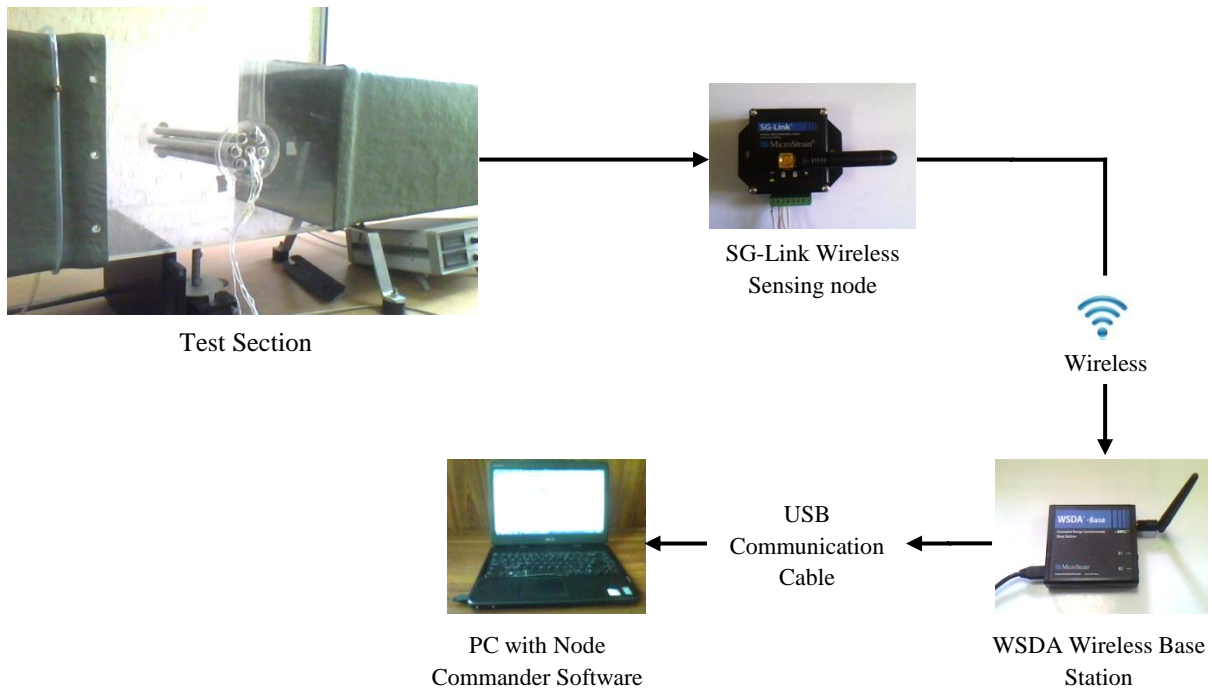 SG-Link®
MicroStrain®
SG-Link Wireless
Sensing node
Test Section
Wireless
WSDA® -Base
MicroStrain
USB
Communication
Cable
PC with Node
Commander Software
WSDA Wireless Base
Station